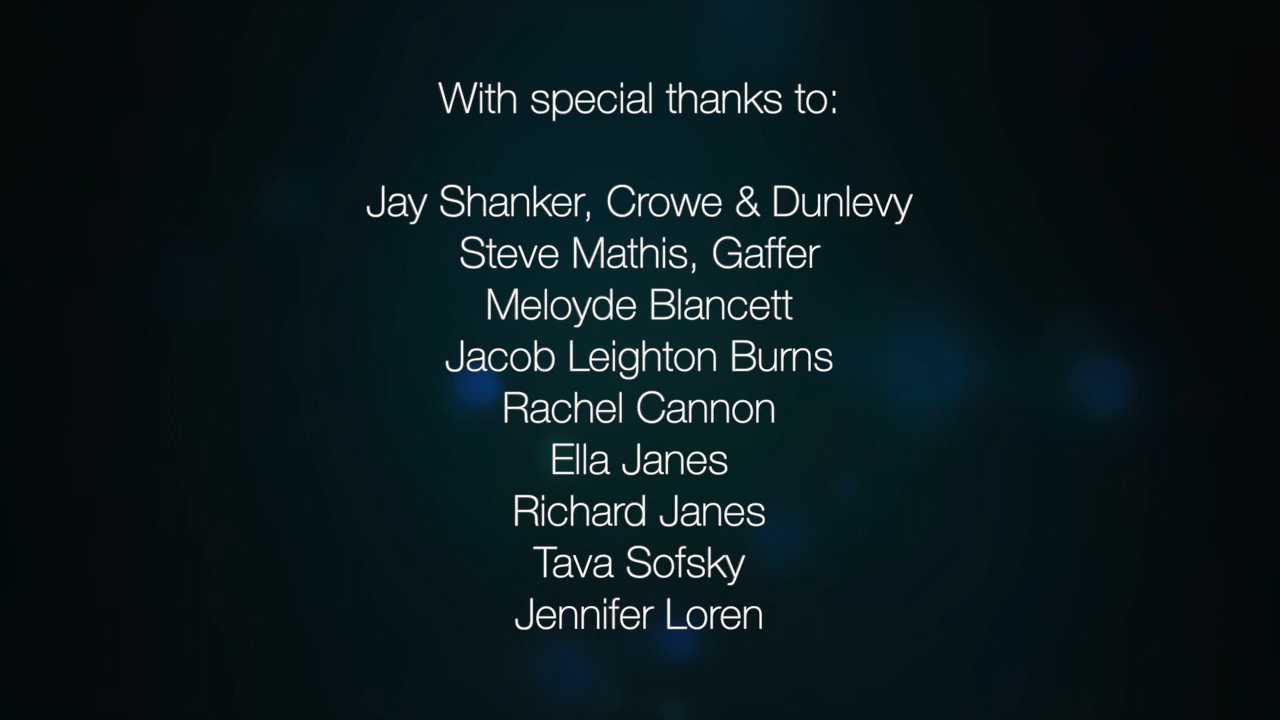 With special thanks to:
Jay Shanker, Crowe & Dunlevy
Steve Mathis, Gaffer
Meloyde Blancett
Jacob Leighton Burns
Rachel Cannon
Ella Janes
Richard Janes
Tava Sofsky
Jennifer Loren